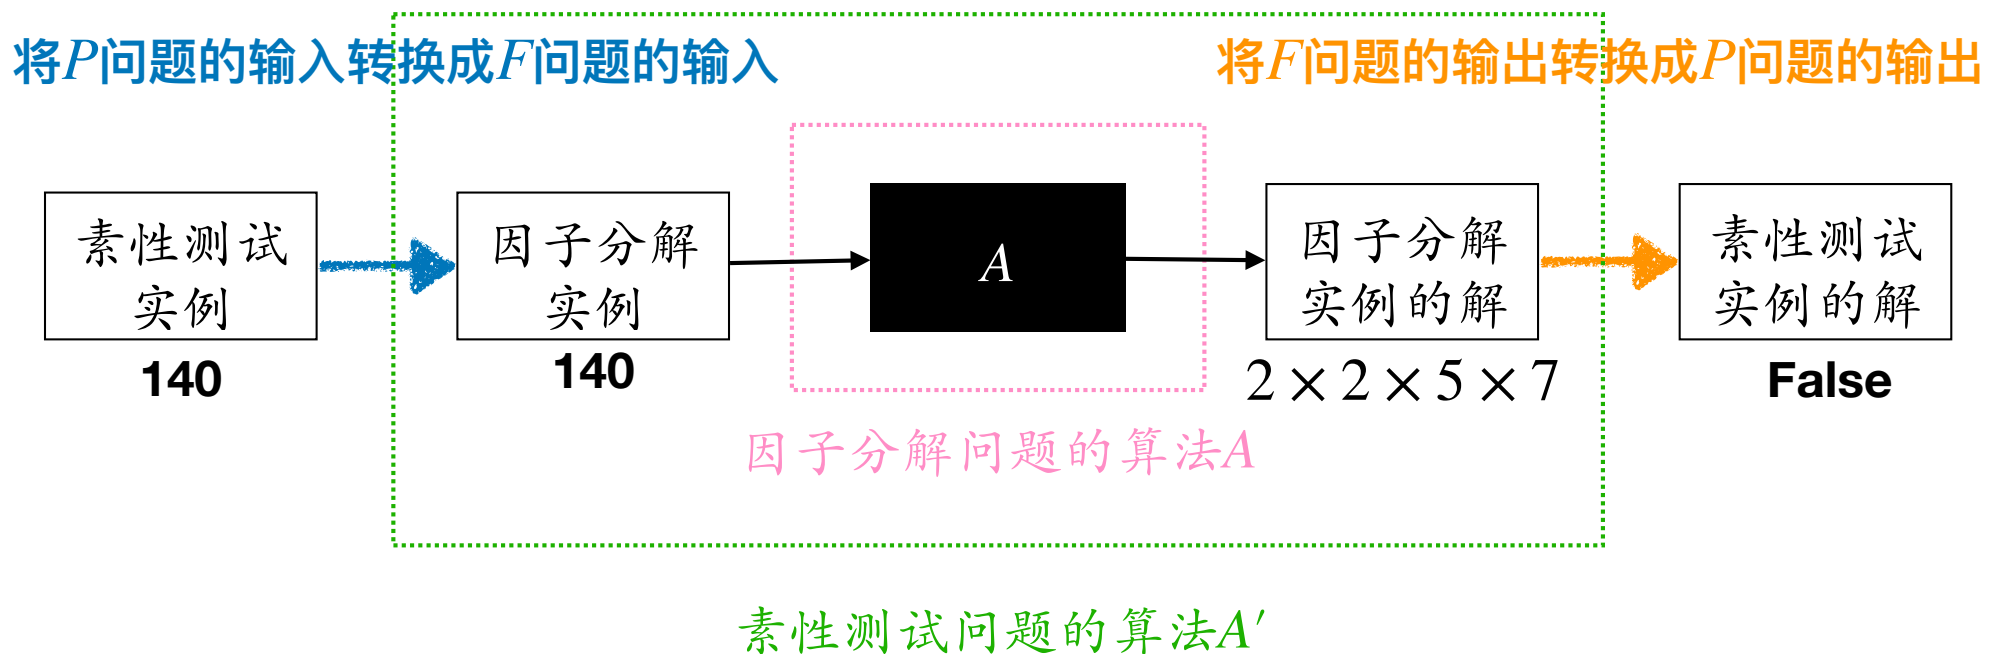 将P问题的输入转换成F问题的输入
将F问题的输出转换成P问题的输出
素性测试
实例
140
因子分解
实例
140
A
因子分解
实例的解
2 × 2 × 5 × 7
素性测试
实例的解
False
因子分解问题的算法A
素性测试问题的算法A′